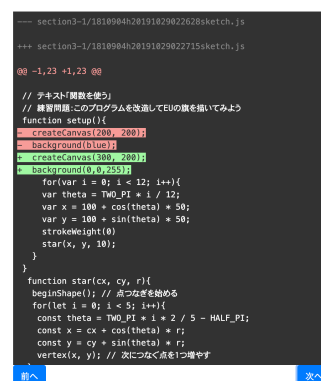 --- section3-1/1810904h20191029022628sketch.js
+++ section3-1/1810904h20191029022715sketch.js
@@ -1,23 +1,23 @@
// テキスト「関数を使う」
// 練習問題:このプログラムを改造してEUの旗を描いてみよう
function setup(){
- createCanvas(200, 200);
- background(blue);
+ createCanvas(300, 200);
+ background(0,0,255);
for(var i = 0; i < 12; i++){
var theta = TWO_PI * i / 12;
var x = 100 + cos(theta) * 50;
var y = 100 + sin(theta) * 50;
strokeWeight(0)
star(x, y, 10);
}
}
function star(cx, cy, r){
beginShape(); // 点つなぎを始める
for(let i = 0; i < 5; i++){
const theta = TWO_PI * i * 2 / 5 - HALF_PI;
const x = cx + cos(theta) * r;
const y = cy + sin(theta) * r;
vertex(x, y); // 次につなぐ点を1つ増やす
前へ
次へ